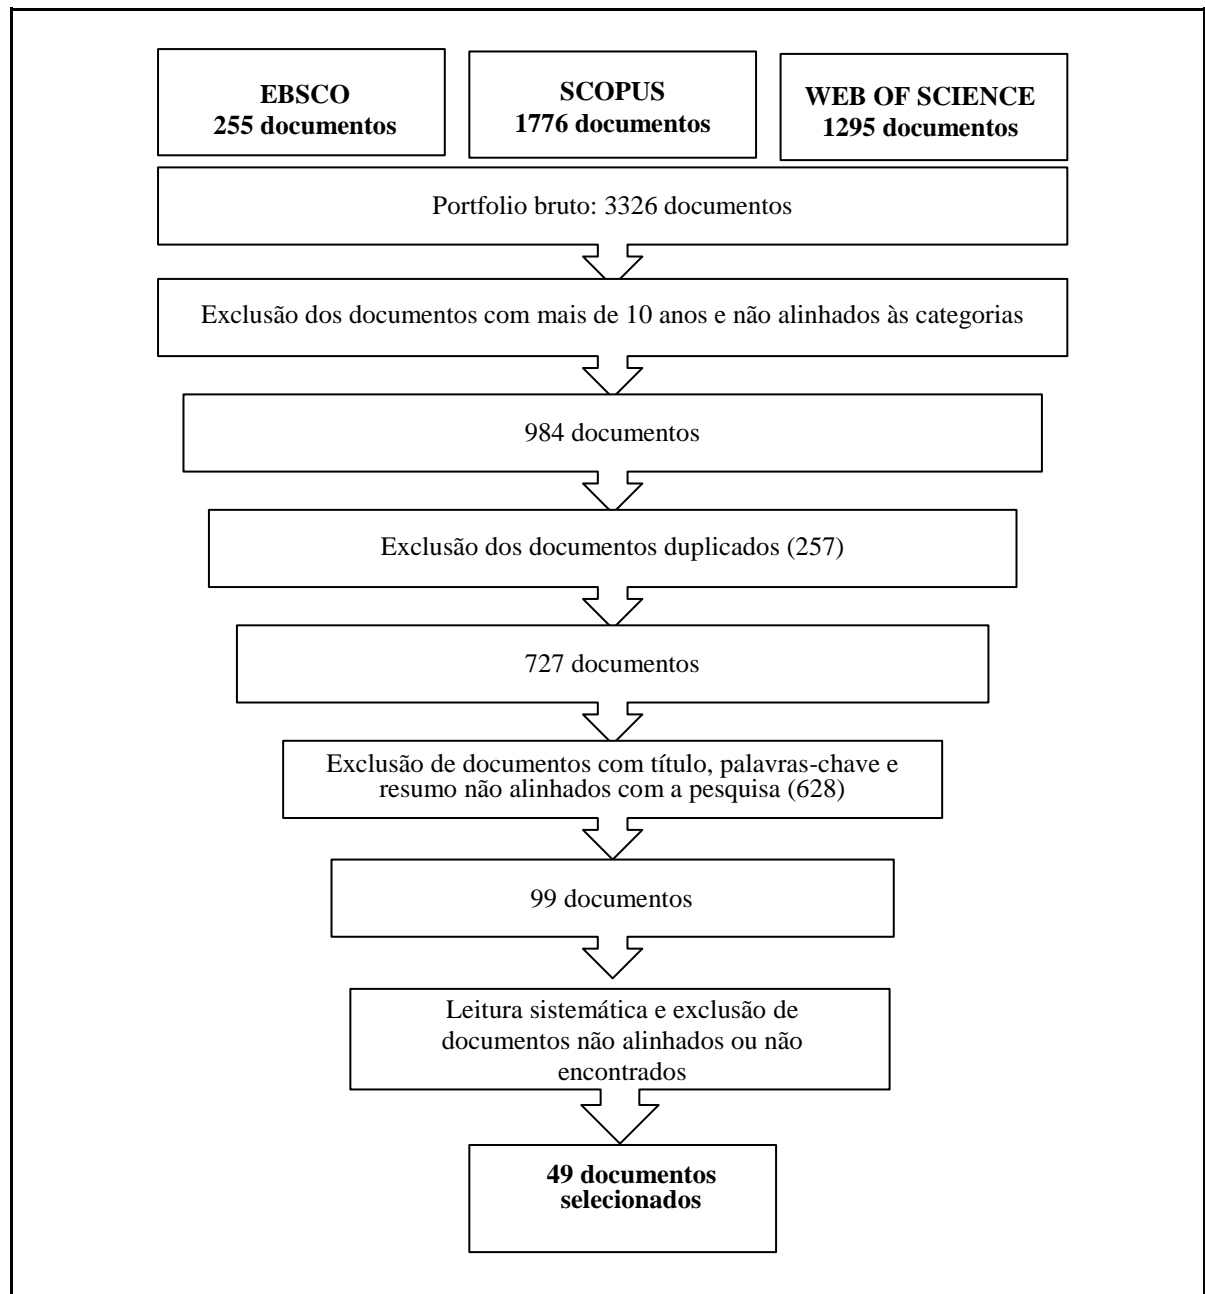 EBSCO
255 documentos
SCOPUS
1776 documentos
WEB OF SCIENCE
1295 documentos
Portfolio bruto: 3326 documentos
Exclusão dos documentos com mais de 10 anos e não alinhados às categorias
984 documentos
Exclusão dos documentos duplicados (257)
727 documentos
Exclusão de documentos com título, palavras-chave e
resumo não alinhados com a pesquisa (628)
99 documentos
Leitura sistemática e exclusão de
documentos não alinhados ou não
encontrados
49 documentos
selecionados